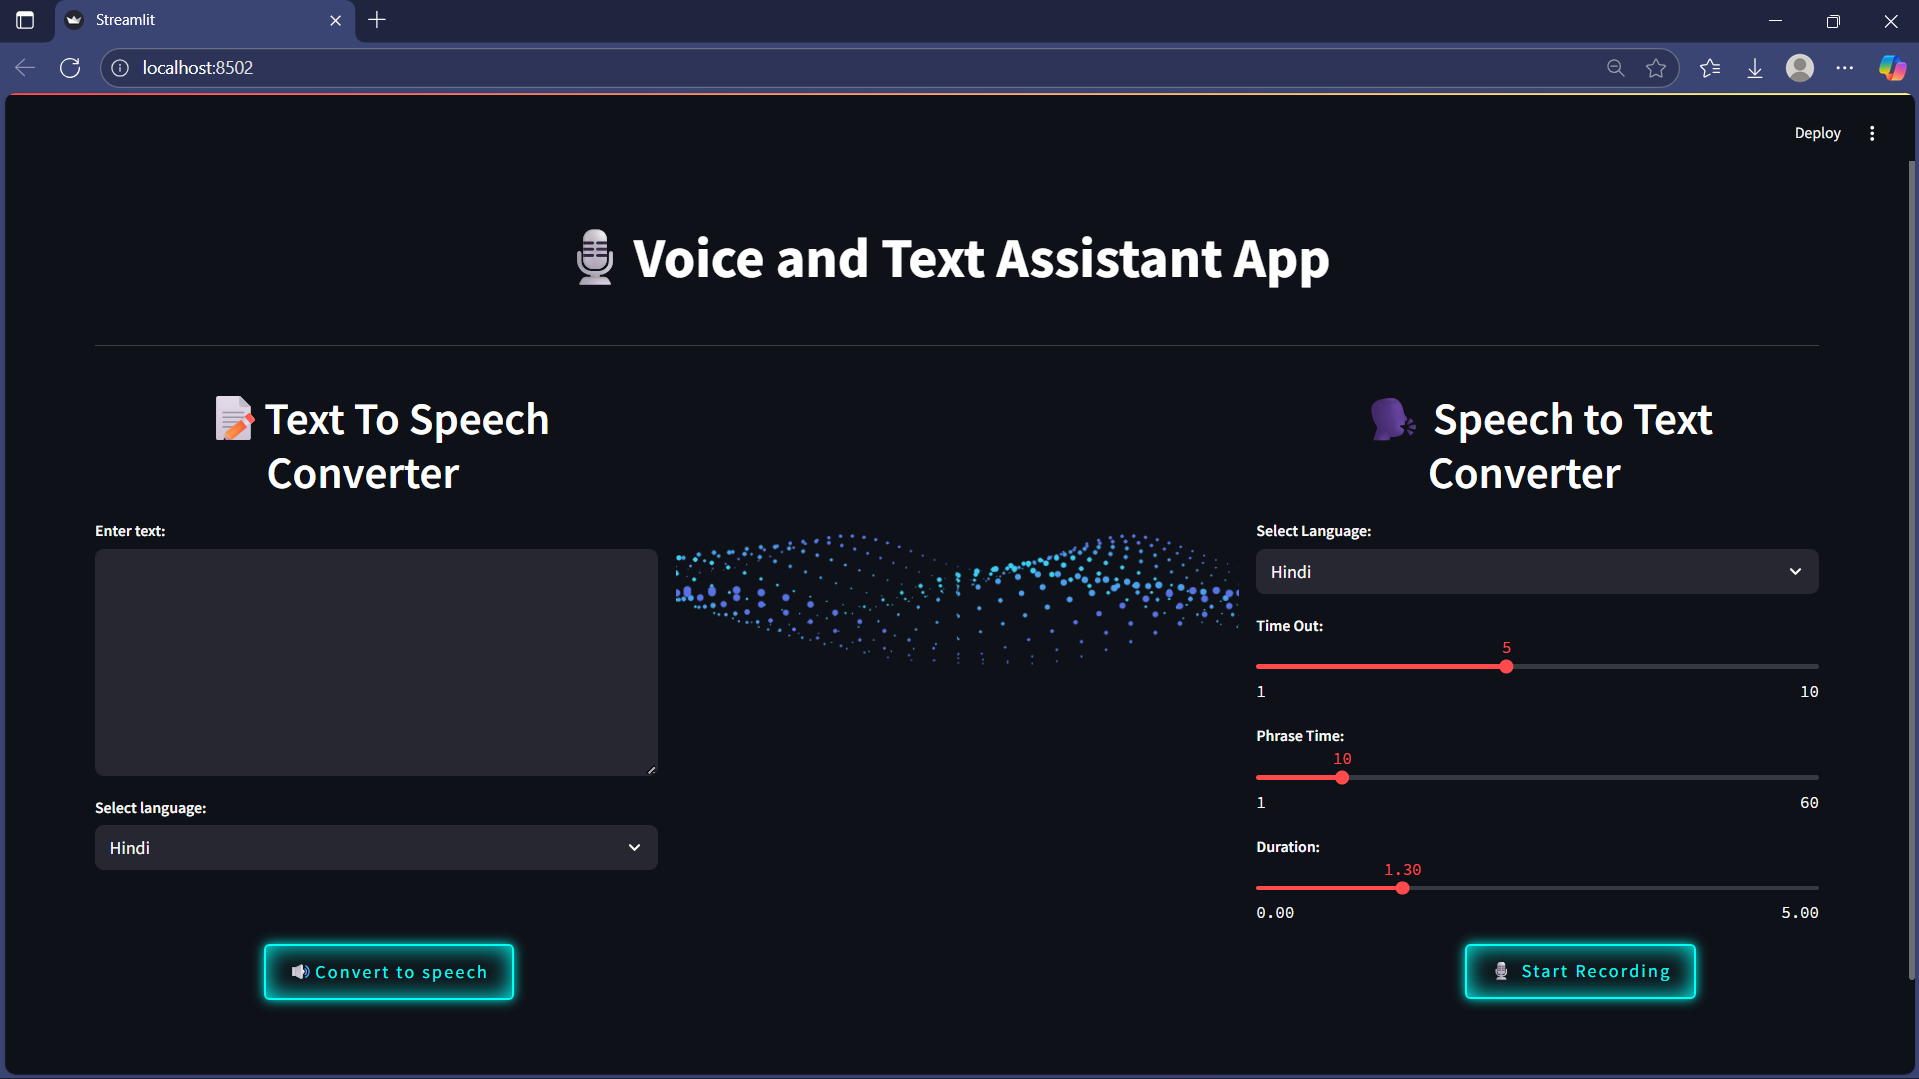 Streamlit
localhost:8502
Deploy
Voice and Text Assistant App
Text To Speech
Converter
Enter text:
Select language:
Hindi
Convert to speech
Speech to Text
Converter
Select Language:
Hindi
Time Out:
5
1 10
Phrase Time:
10
1 60
Duration:
1.30
0.00 5.00
Start Recording